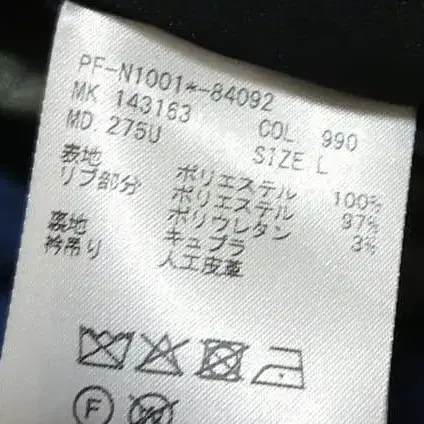 PF-N1001*-84092
MK 143163 COL 990
MD. 275U SIZE L
表地 ポリエステル 100%
リブ部分 ポリエステル 97%
ポリウレタン 3%
裏地 キュプラ
衿吊り 人工皮革
F
W